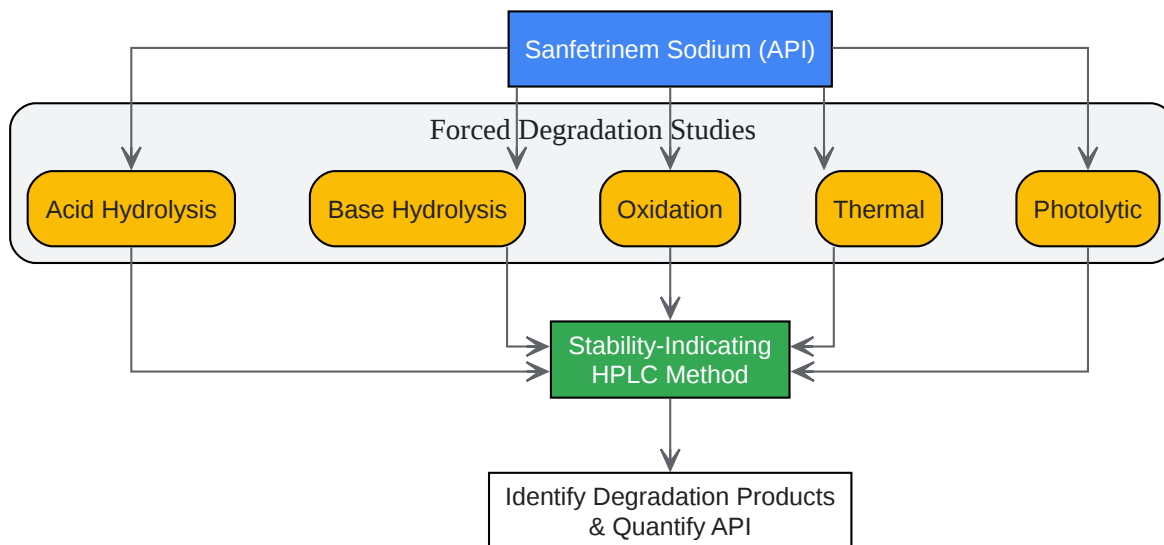 Sanfetrinem Sodium (API)
Forced Degradation Studies
Acid Hydrolysis
Base Hydrolysis
Oxidation
Thermal
Photolytic
Stability-Indicating
HPLC Method
Identify Degradation Products
& Quantify API